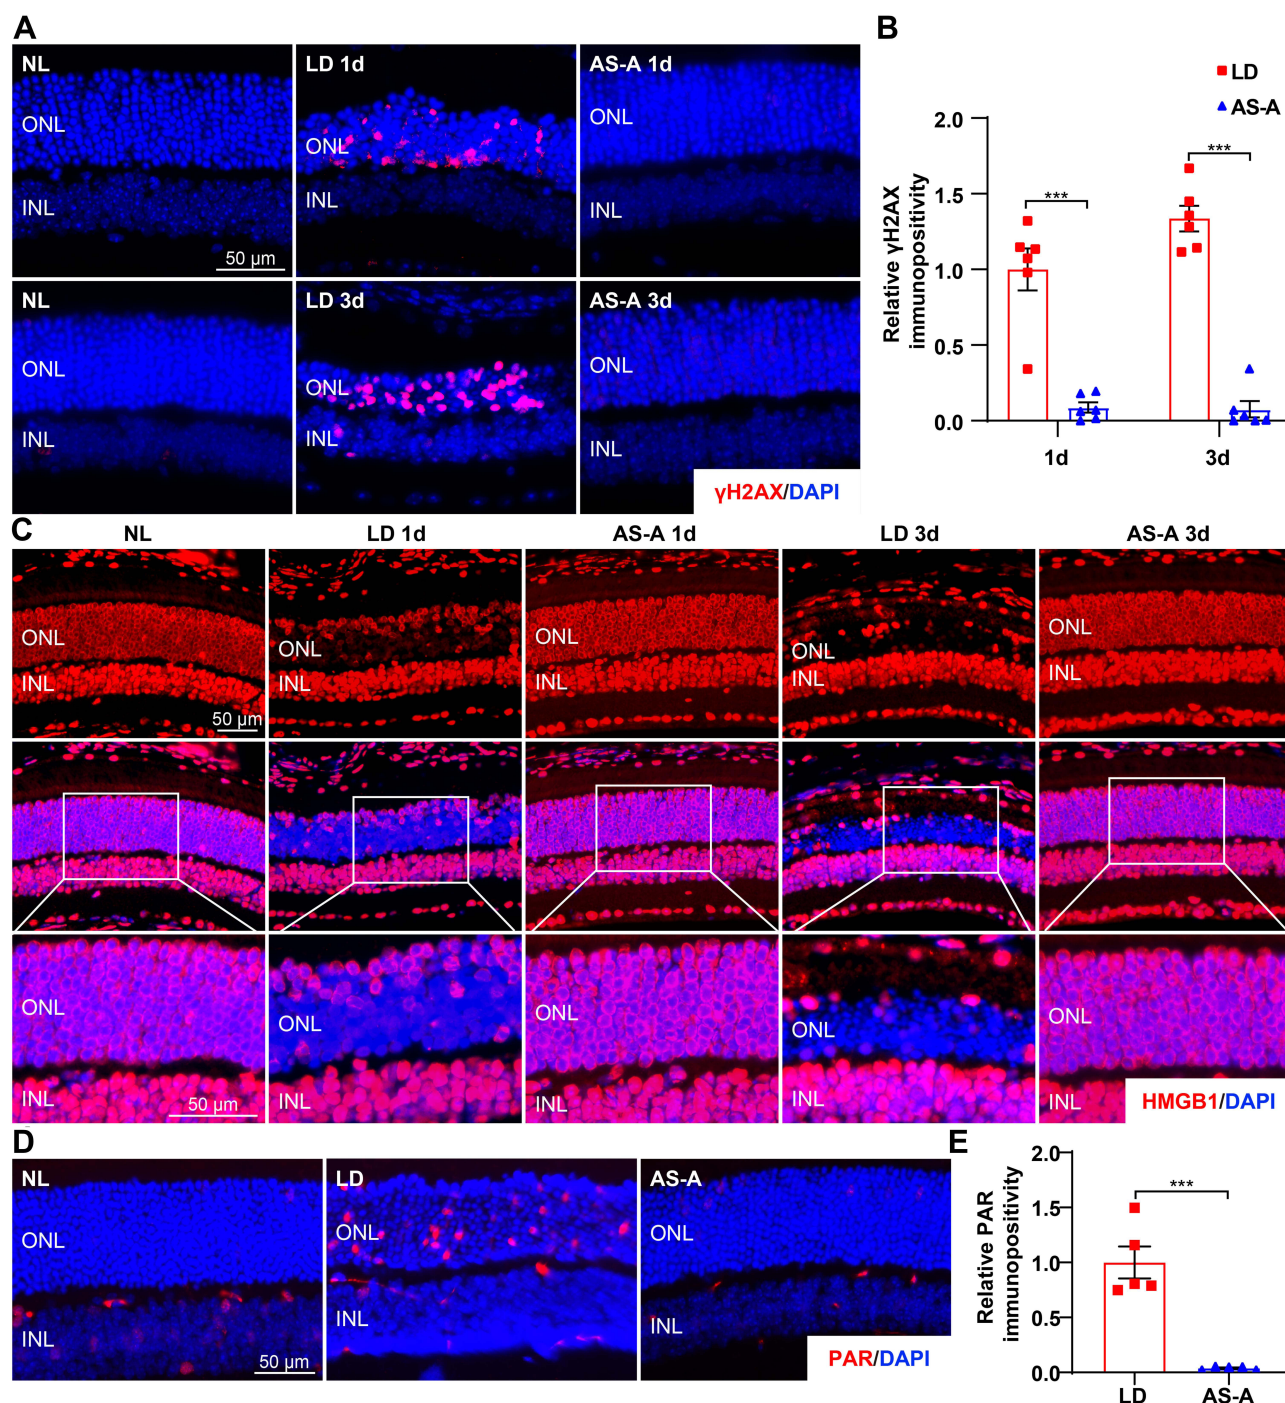 A
NL
LD 1d
AS-A 1d
ONL
ONL
ONL
INL
INL
INL
50 µm
NL
LD 3d
AS-A 3d
ONL
ONL
ONL
INL
INL
INL
γH2AX/DAPI
B
LD
AS-A
Relative γH2AX
immunopositivity
2.0
1.5
1.0
0.5
0.0
***
***
1d
3d
C
NL
LD 1d
AS-A 1d
LD 3d
AS-A 3d
ONL
ONL
ONL
ONL
ONL
INL
INL
INL
INL
INL
50 µm
ONL
ONL
ONL
ONL
ONL
INL
INL
INL
INL
INL
50 µm
HMGB1/DAPI
D
NL
LD
AS-A
ONL
ONL
ONL
INL
INL
INL
50 µm
PAR/DAPI
E
Relative PAR
immunopositivity
2.0
1.5
1.0
0.5
0.0
***
LD
AS-A